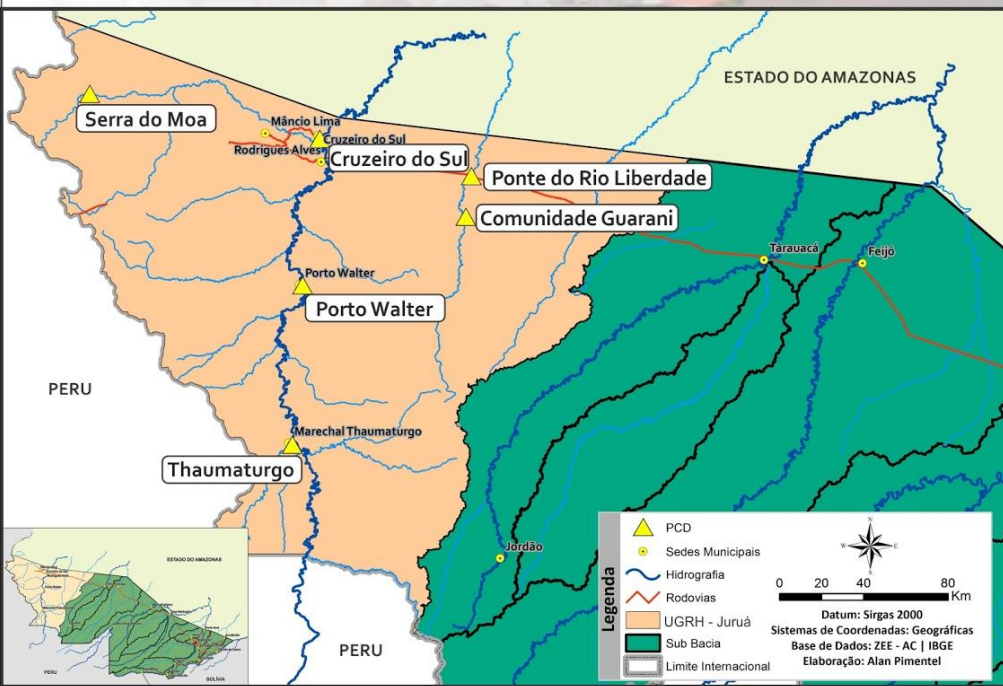 ESTADO DO AMAZONAS
Serra do Moa
Mâncio Lima
Cruzeiro do Sul
Rodrigues Alves
Cruzeiro do Sul
Ponte do Rio Liberdade
Comunidade Guarani
Tarauacá
Feijó
Porto Walter
Porto Walter
PERU
Marechal Thaumaturgo
Thaumaturgo
Jordão
PERU
ESTADO DO AMAZONAS
PERU
BOLÍVIA
Legenda
PCD
Sedes Municipais
Hidrografia
Rodovias
UGRH - Juruá
Sub Bacia
Limite Internacional
N
W
E
S
0 20 40 80
Km
Datum: Sirgas 2000
Sistemas de Coordenadas: Geográficas
Base de Dados: ZEE - AC | IBGE
Elaboração: Alan Pimentel